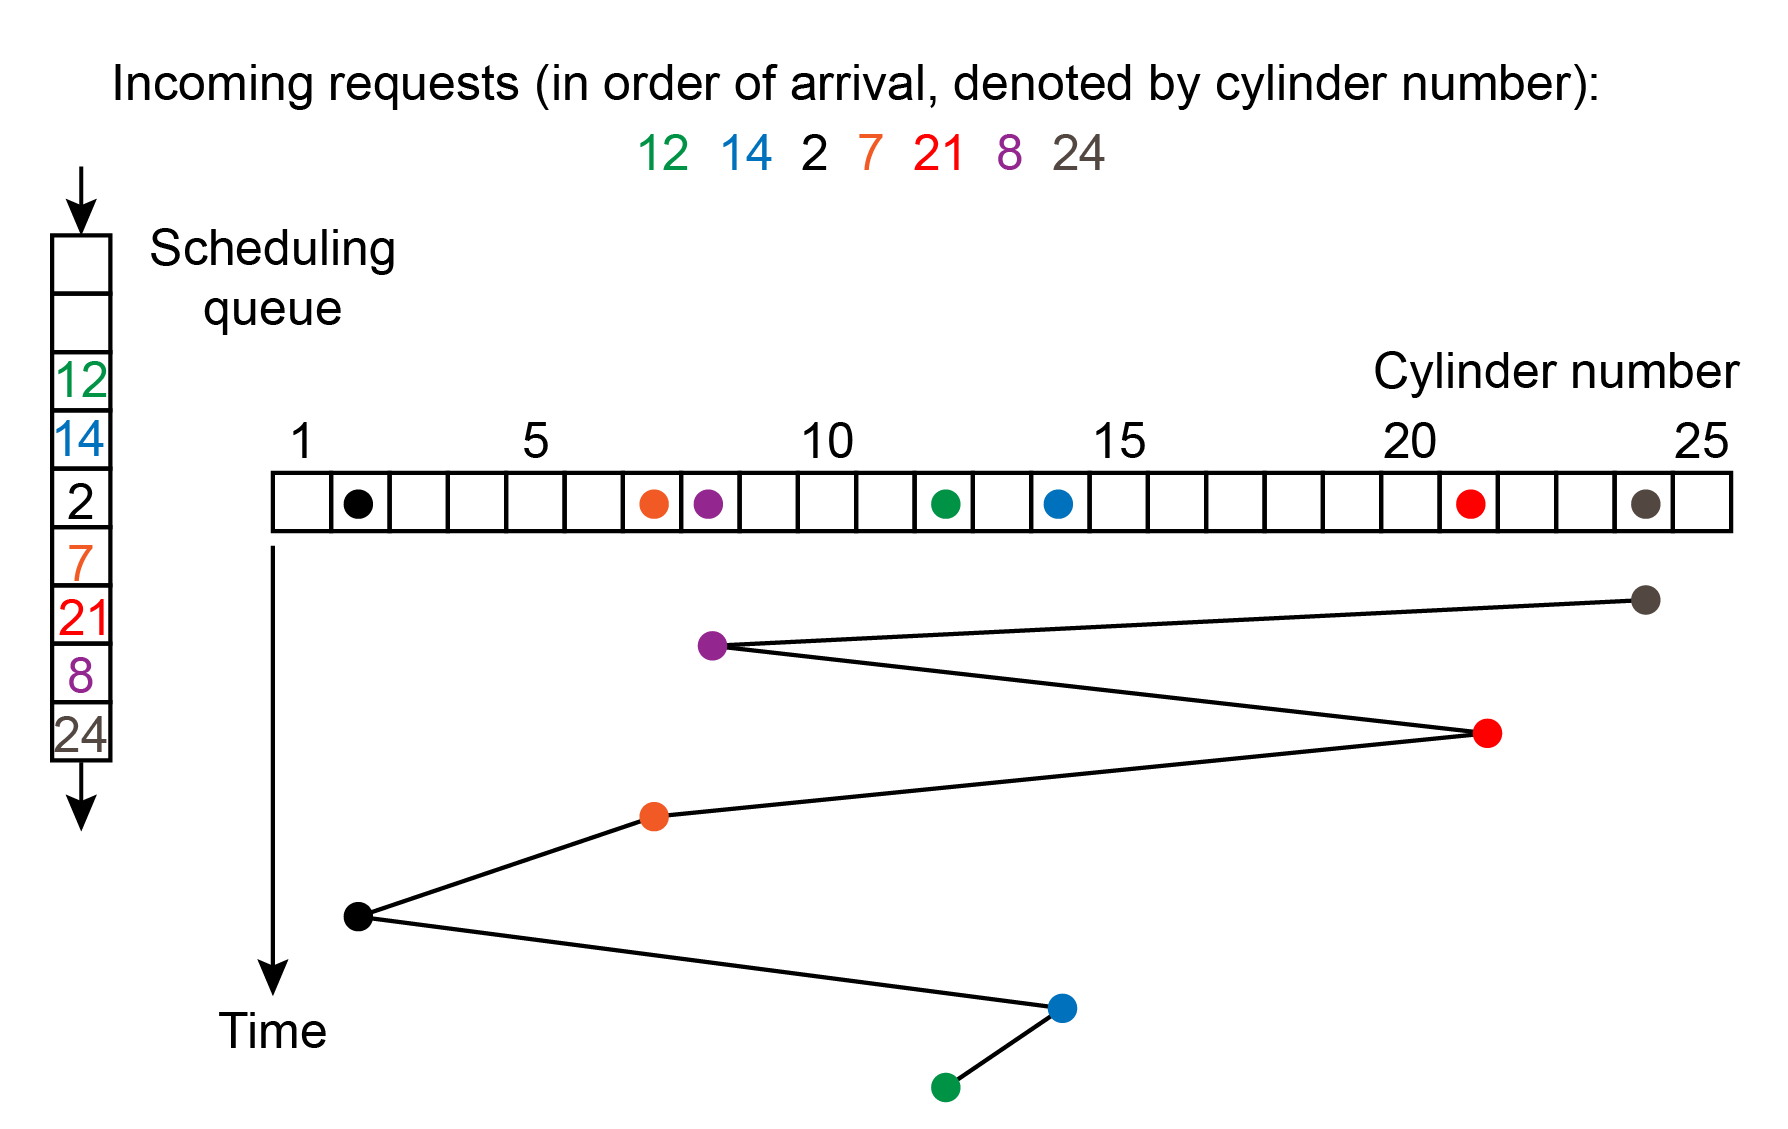 Incoming requests (in order of arrival, denoted by cylinder number):
12 14 2 7 21 8 24
Scheduling
queue
12
14
2
7
21
8
24
Cylinder number
1 5 10 15 20 25
Time